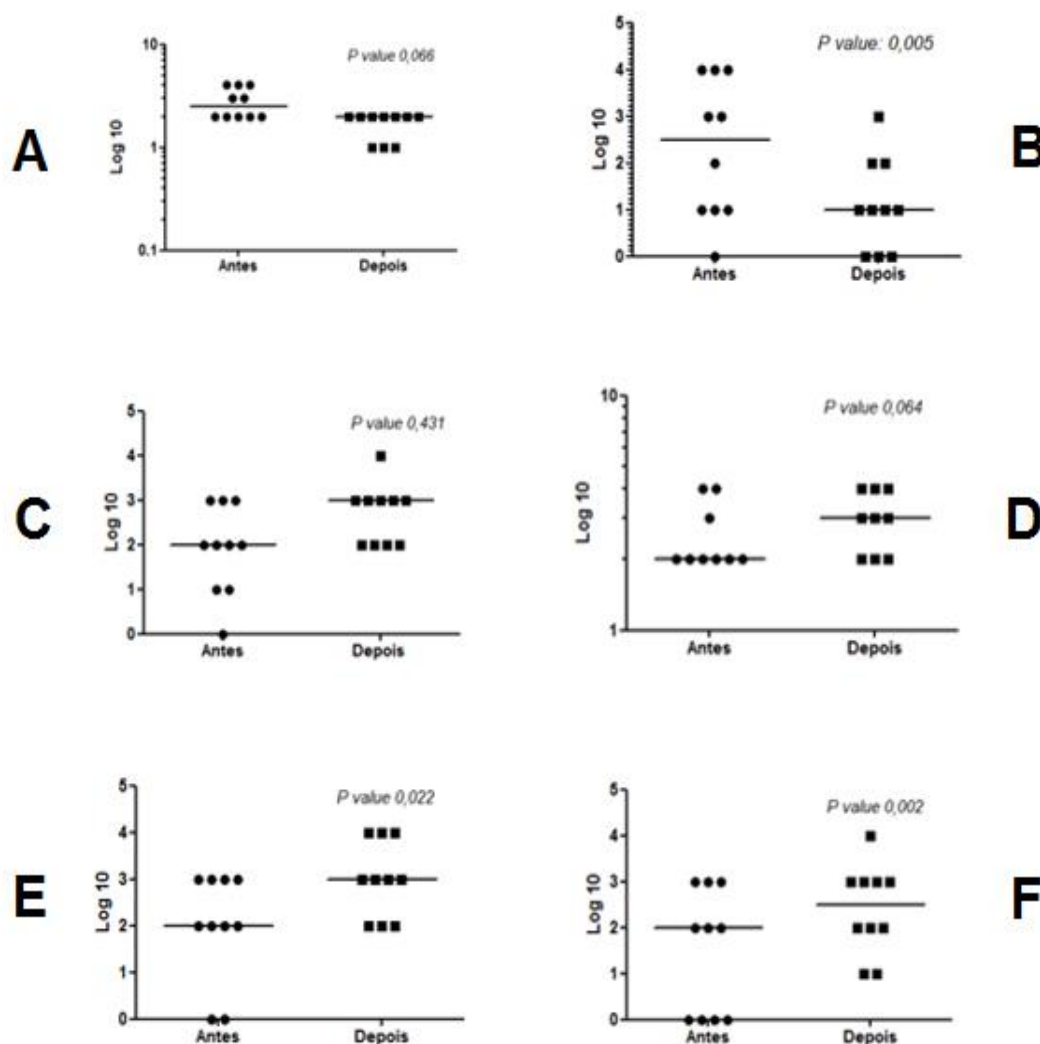 A
Log 10
10
1
0.1
P value 0,066
Antes
Depois
B
Log 10
5
4
3
2
1
0
P value: 0,005
Antes
Depois
C
Log 10
5
4
3
2
1
0
P value 0,431
Antes
Depois
D
Log 10
10
1
P value 0,064
Antes
Depois
E
Log 10
5
4
3
2
1
0
P value 0,022
Antes
Depois
F
Log 10
5
4
3
2
1
0
P value 0,002
Antes
Depois